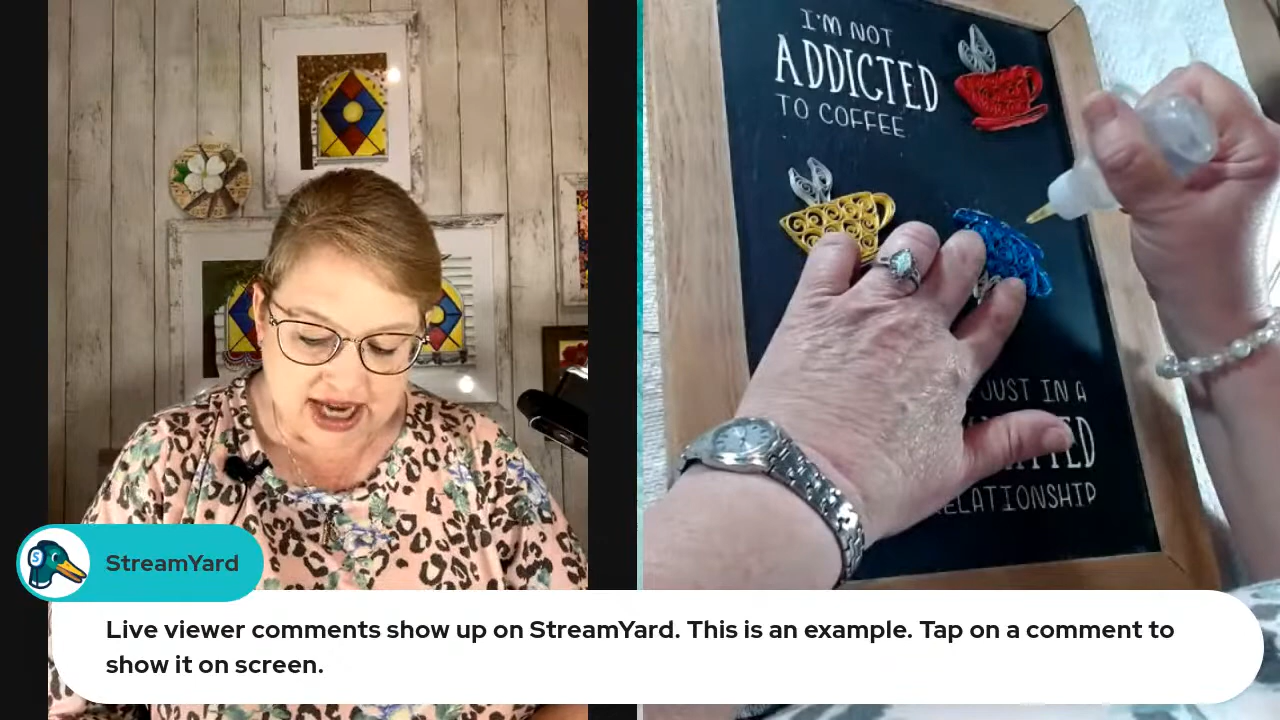 I'M NOT
ADDICTED
TO COFFEE
JUST IN A
RELATIONSHIP
StreamYard
Live viewer comments show up on StreamYard. This is an example. Tap on a comment to
show it on screen.